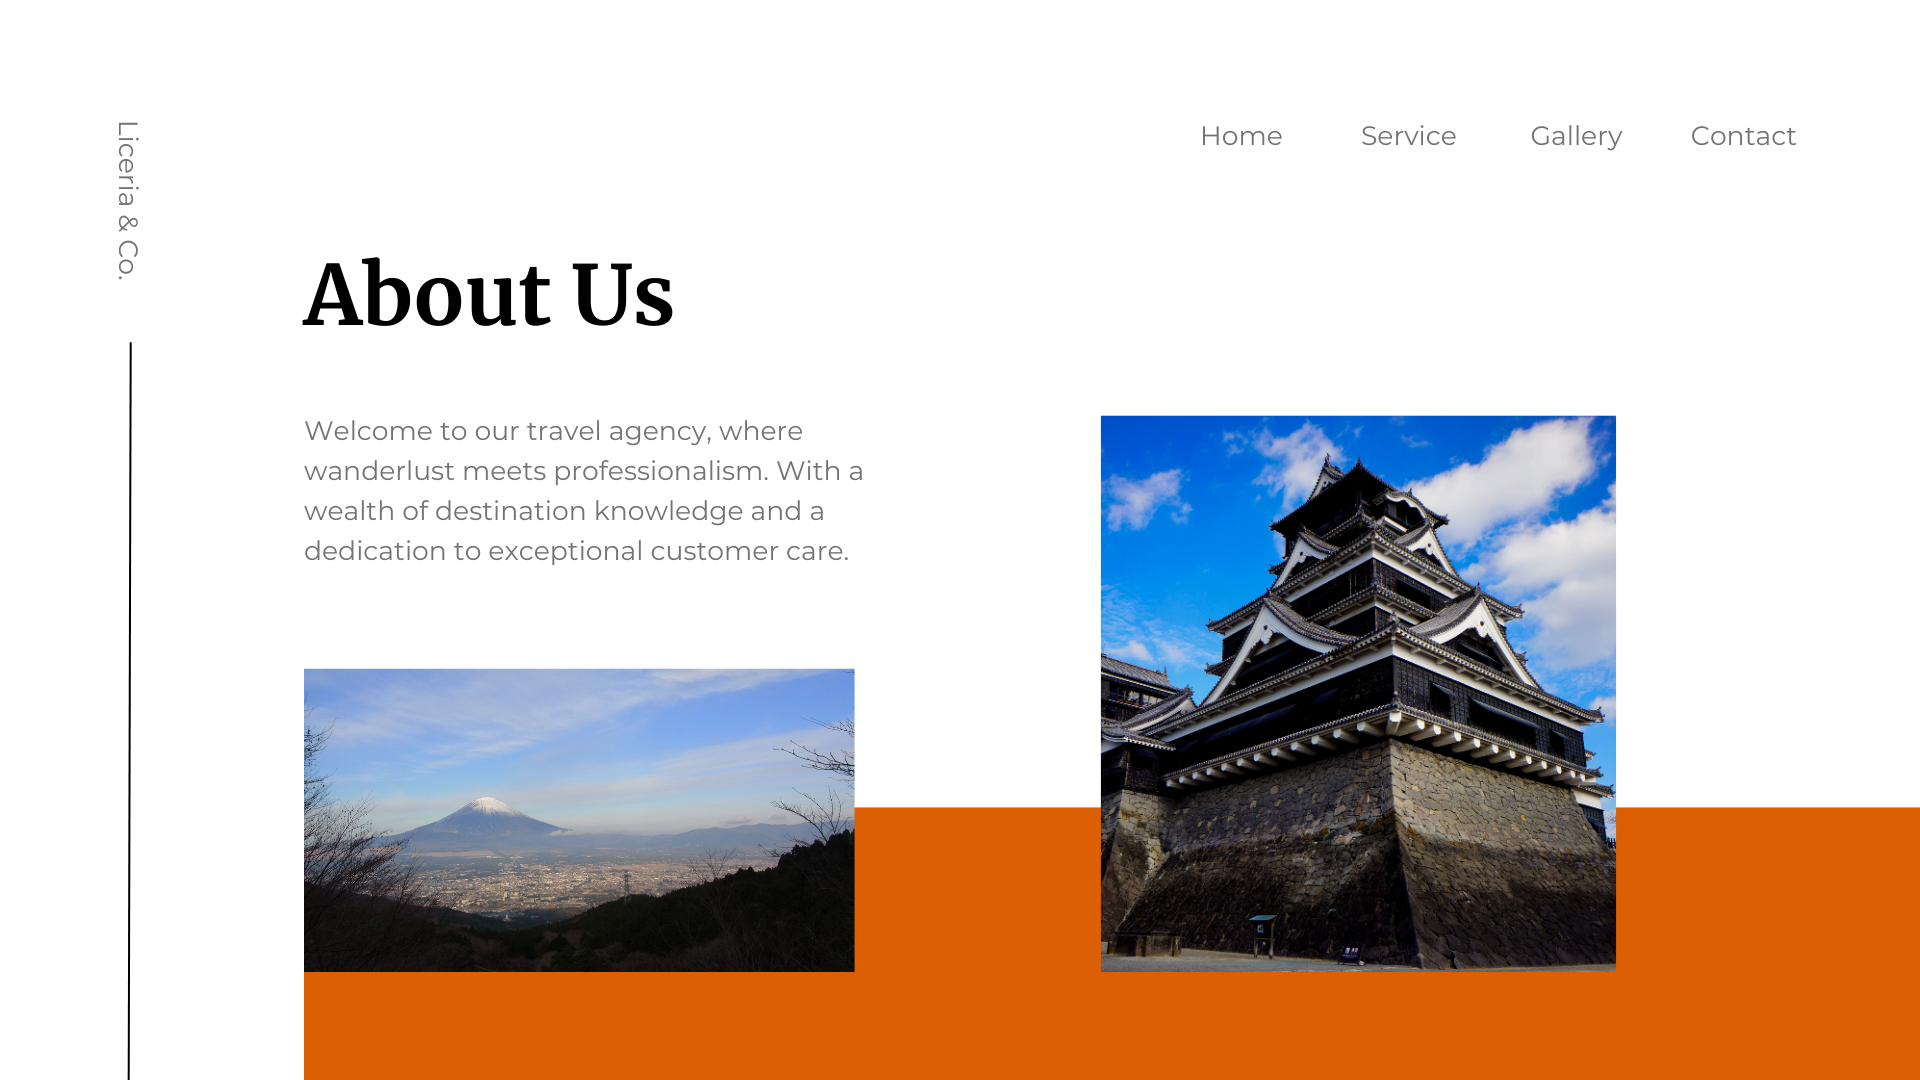 Liceria & Co.
Home
Service
Gallery
Contact
About Us
Welcome to our travel agency, where
wanderlust meets professionalism. With a
wealth of destination knowledge and a
dedication to exceptional customer care.